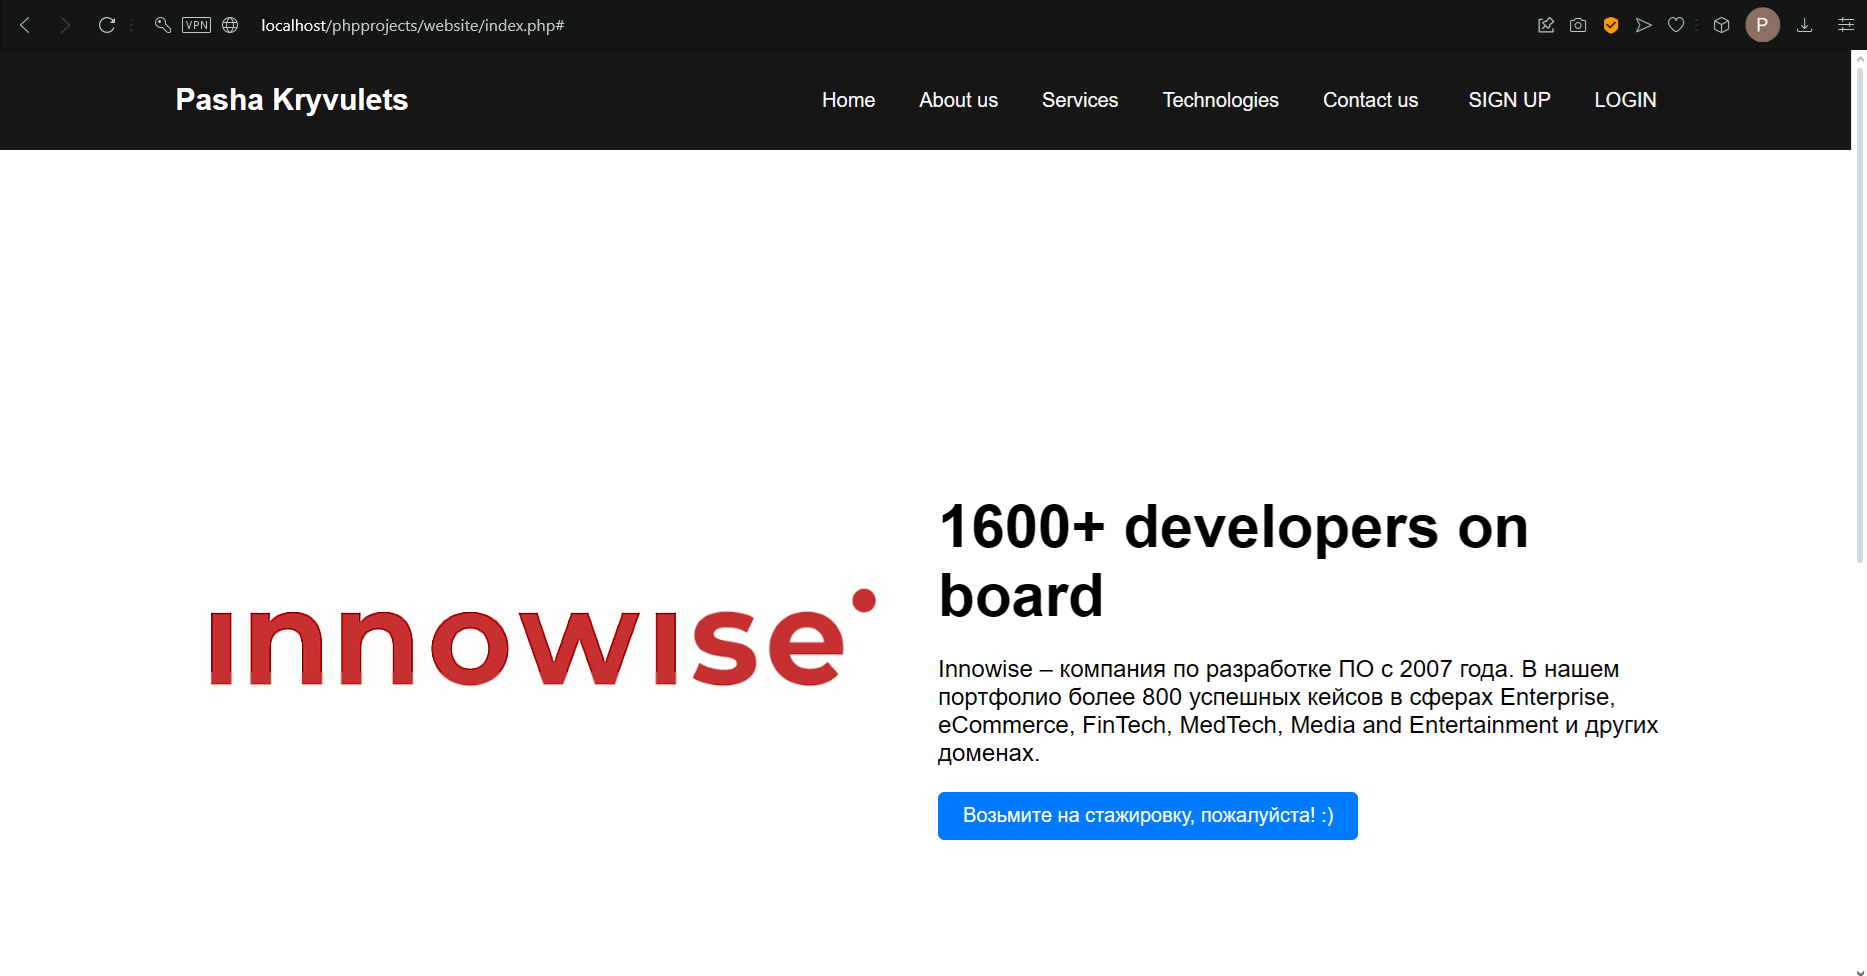 VPN
localhost/phpprojects/website/index.php#
P
Pasha Kryvulets
Home About us Services Technologies Contact us SIGN UP LOGIN
1600+ developers on
board
ınnowıse
Innowise – компания по разработке ПО с 2007 года. В нашем
портфолио более 800 успешных кейсов в сферах Enterprise,
eCommerce, FinTech, MedTech, Media and Entertainment и других
доменах.
Возьмите на стажировку, пожалуйста! :)